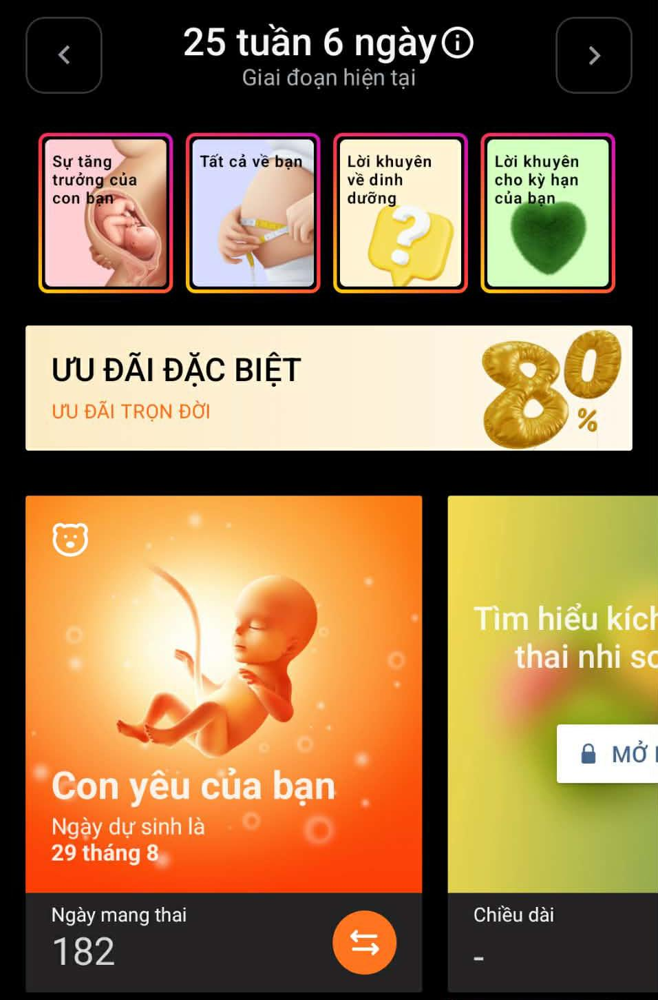 25 tuần 6 ngày
Giai đoạn hiện tại
Sự tăng
trưởng của
con bạn
Tất cả về bạn
Lời khuyên
về dinh
dưỡng
Lời khuyên
cho kỳ hạn
của bạn
ƯU ĐÃI ĐẶC BIỆT
ƯU ĐÃI TRỌN ĐỜI
80
%
Con yêu của bạn
Ngày dự sinh là
29 tháng 8
Ngày mang thai
182
Tìm hiểu
thai nhi
MỞ
Chiều dài
-